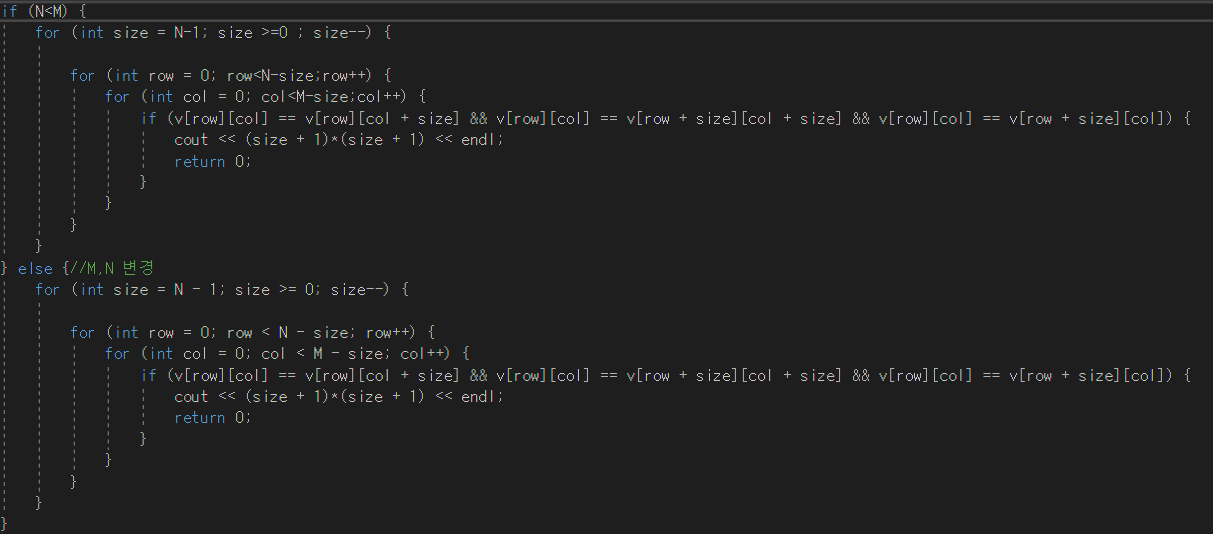 if (N<M) {
for (int size = N-1; size >=0 ; size--) {
for (int row = 0; row<N-size;row++) {
for (int col = 0; col<M-size;col++) {
if (v[row][col] == v[row][col + size] && v[row][col] == v[row + size][col + size] && v[row][col] == v[row + size][col]) {
cout << (size + 1)*(size + 1) << endl;
return 0;
}
}
}
}
} else {//M,N 변경
for (int size = N - 1; size >= 0; size--) {
for (int row = 0; row < N - size; row++) {
for (int col = 0; col < M - size; col++) {
if (v[row][col] == v[row][col + size] && v[row][col] == v[row + size][col + size] && v[row][col] == v[row + size][col]) {
cout << (size + 1)*(size + 1) << endl;
return 0;
}
}
}
}
}